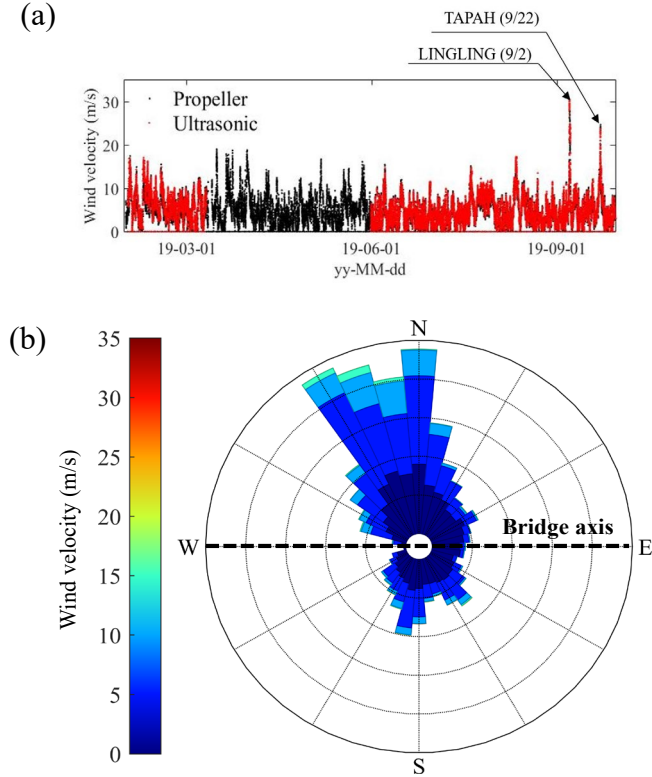 (a)
TAPAH (9/22)
LINGLING (9/2)
Propeller
Ultrasonic
Wind velocity (m/s)
30
20
10
0
19-03-01
19-06-01
19-09-01
yy-MM-dd
(b)
N
35
30
25
20
15
10
5
0
Wind velocity (m/s)
W
Bridge axis
E
S